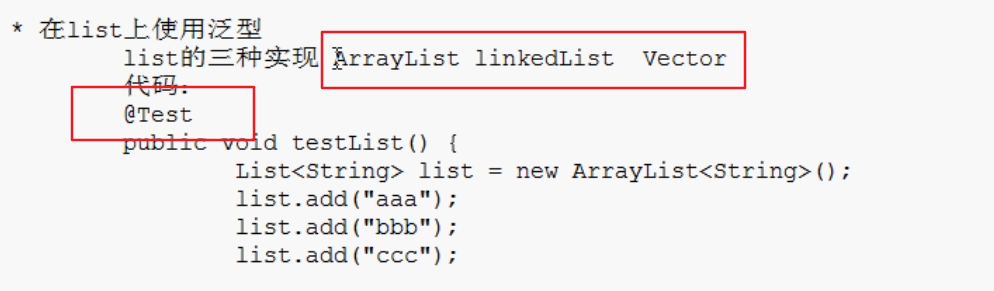 * 在list上使用泛型
list的三种实现 ArrayList linkedList Vector
代码:
@Test
public void testList() {
List<String> list = new ArrayList<String>();
list.add("aaa");
list.add("bbb");
list.add("ccc");